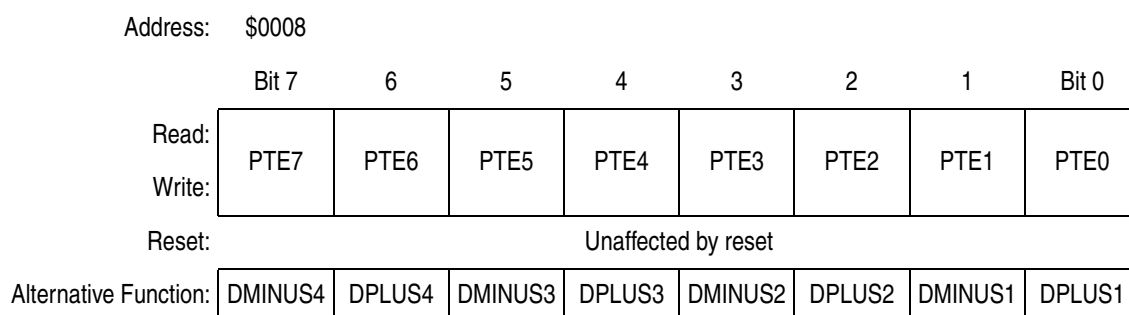 Address: $0008
Bit 7 6 5 4 3 2 1 Bit 0
Read:
PTE7 PTE6 PTE5 PTE4 PTE3 PTE2 PTE1 PTE0
Write:
Reset: Unaffected by reset
Alternative Function: DMINUS4 DPLUS4 DMINUS3 DPLUS3 DMINUS2 DPLUS2 DMINUS1 DPLUS1